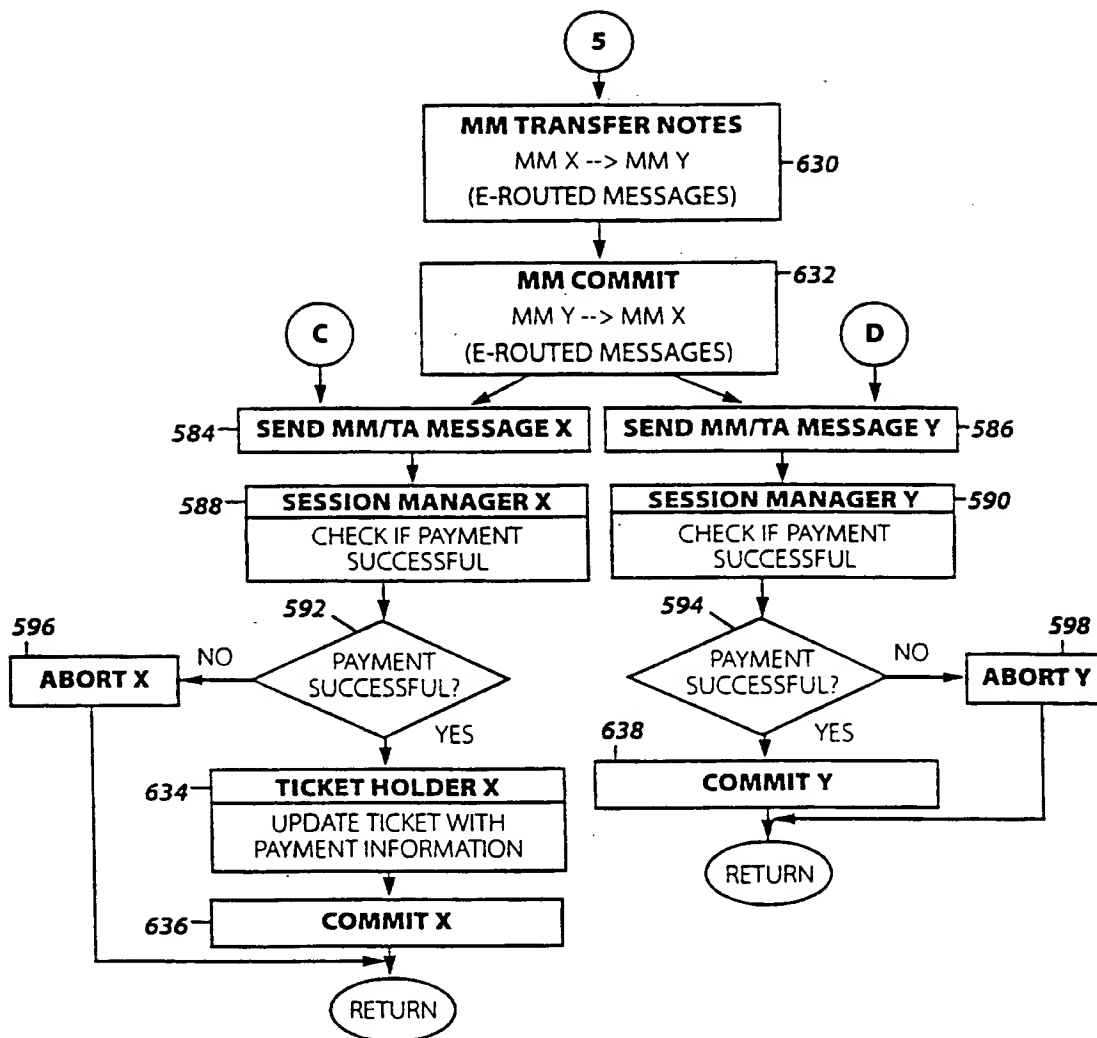 5
MM TRANSFER NOTES
MM X --> MM Y
(E-ROUTED MESSAGES)
630
MM COMMIT
MM Y --> MM X
(E-ROUTED MESSAGES)
632
C
D
584
SEND MM/TA MESSAGE X
SEND MM/TA MESSAGE Y
586
588
SESSION MANAGER X
CHECK IF PAYMENT
SUCCESSFUL
SESSION MANAGER Y
CHECK IF PAYMENT
SUCCESSFUL
590
592
PAYMENT
SUCCESSFUL?
NO
596
ABORT X
YES
594
PAYMENT
SUCCESSFUL?
NO
598
ABORT Y
YES
634
TICKET HOLDER X
UPDATE TICKET WITH
PAYMENT INFORMATION
638
COMMIT Y
RETURN
636
COMMIT X
RETURN